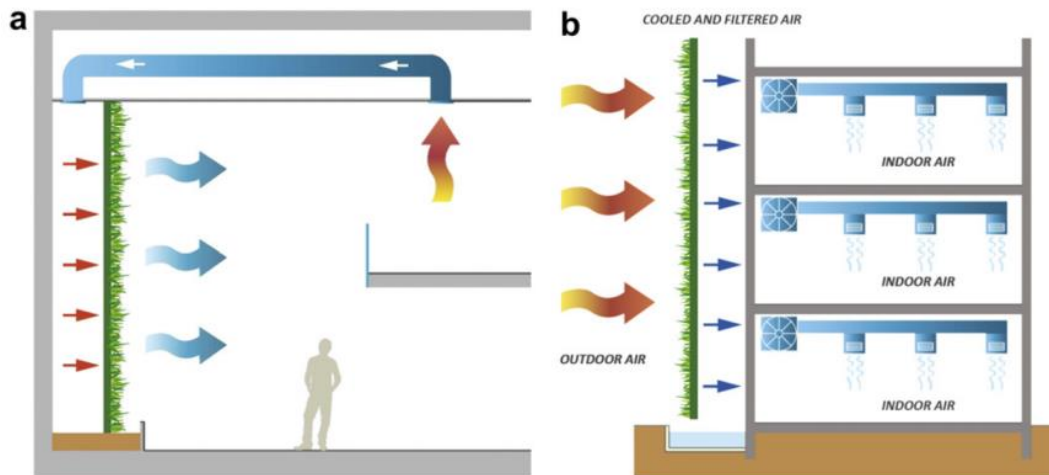 a
b
COOLED AND FILTERED AIR
INDOOR AIR
INDOOR AIR
OUTDOOR AIR
INDOOR AIR